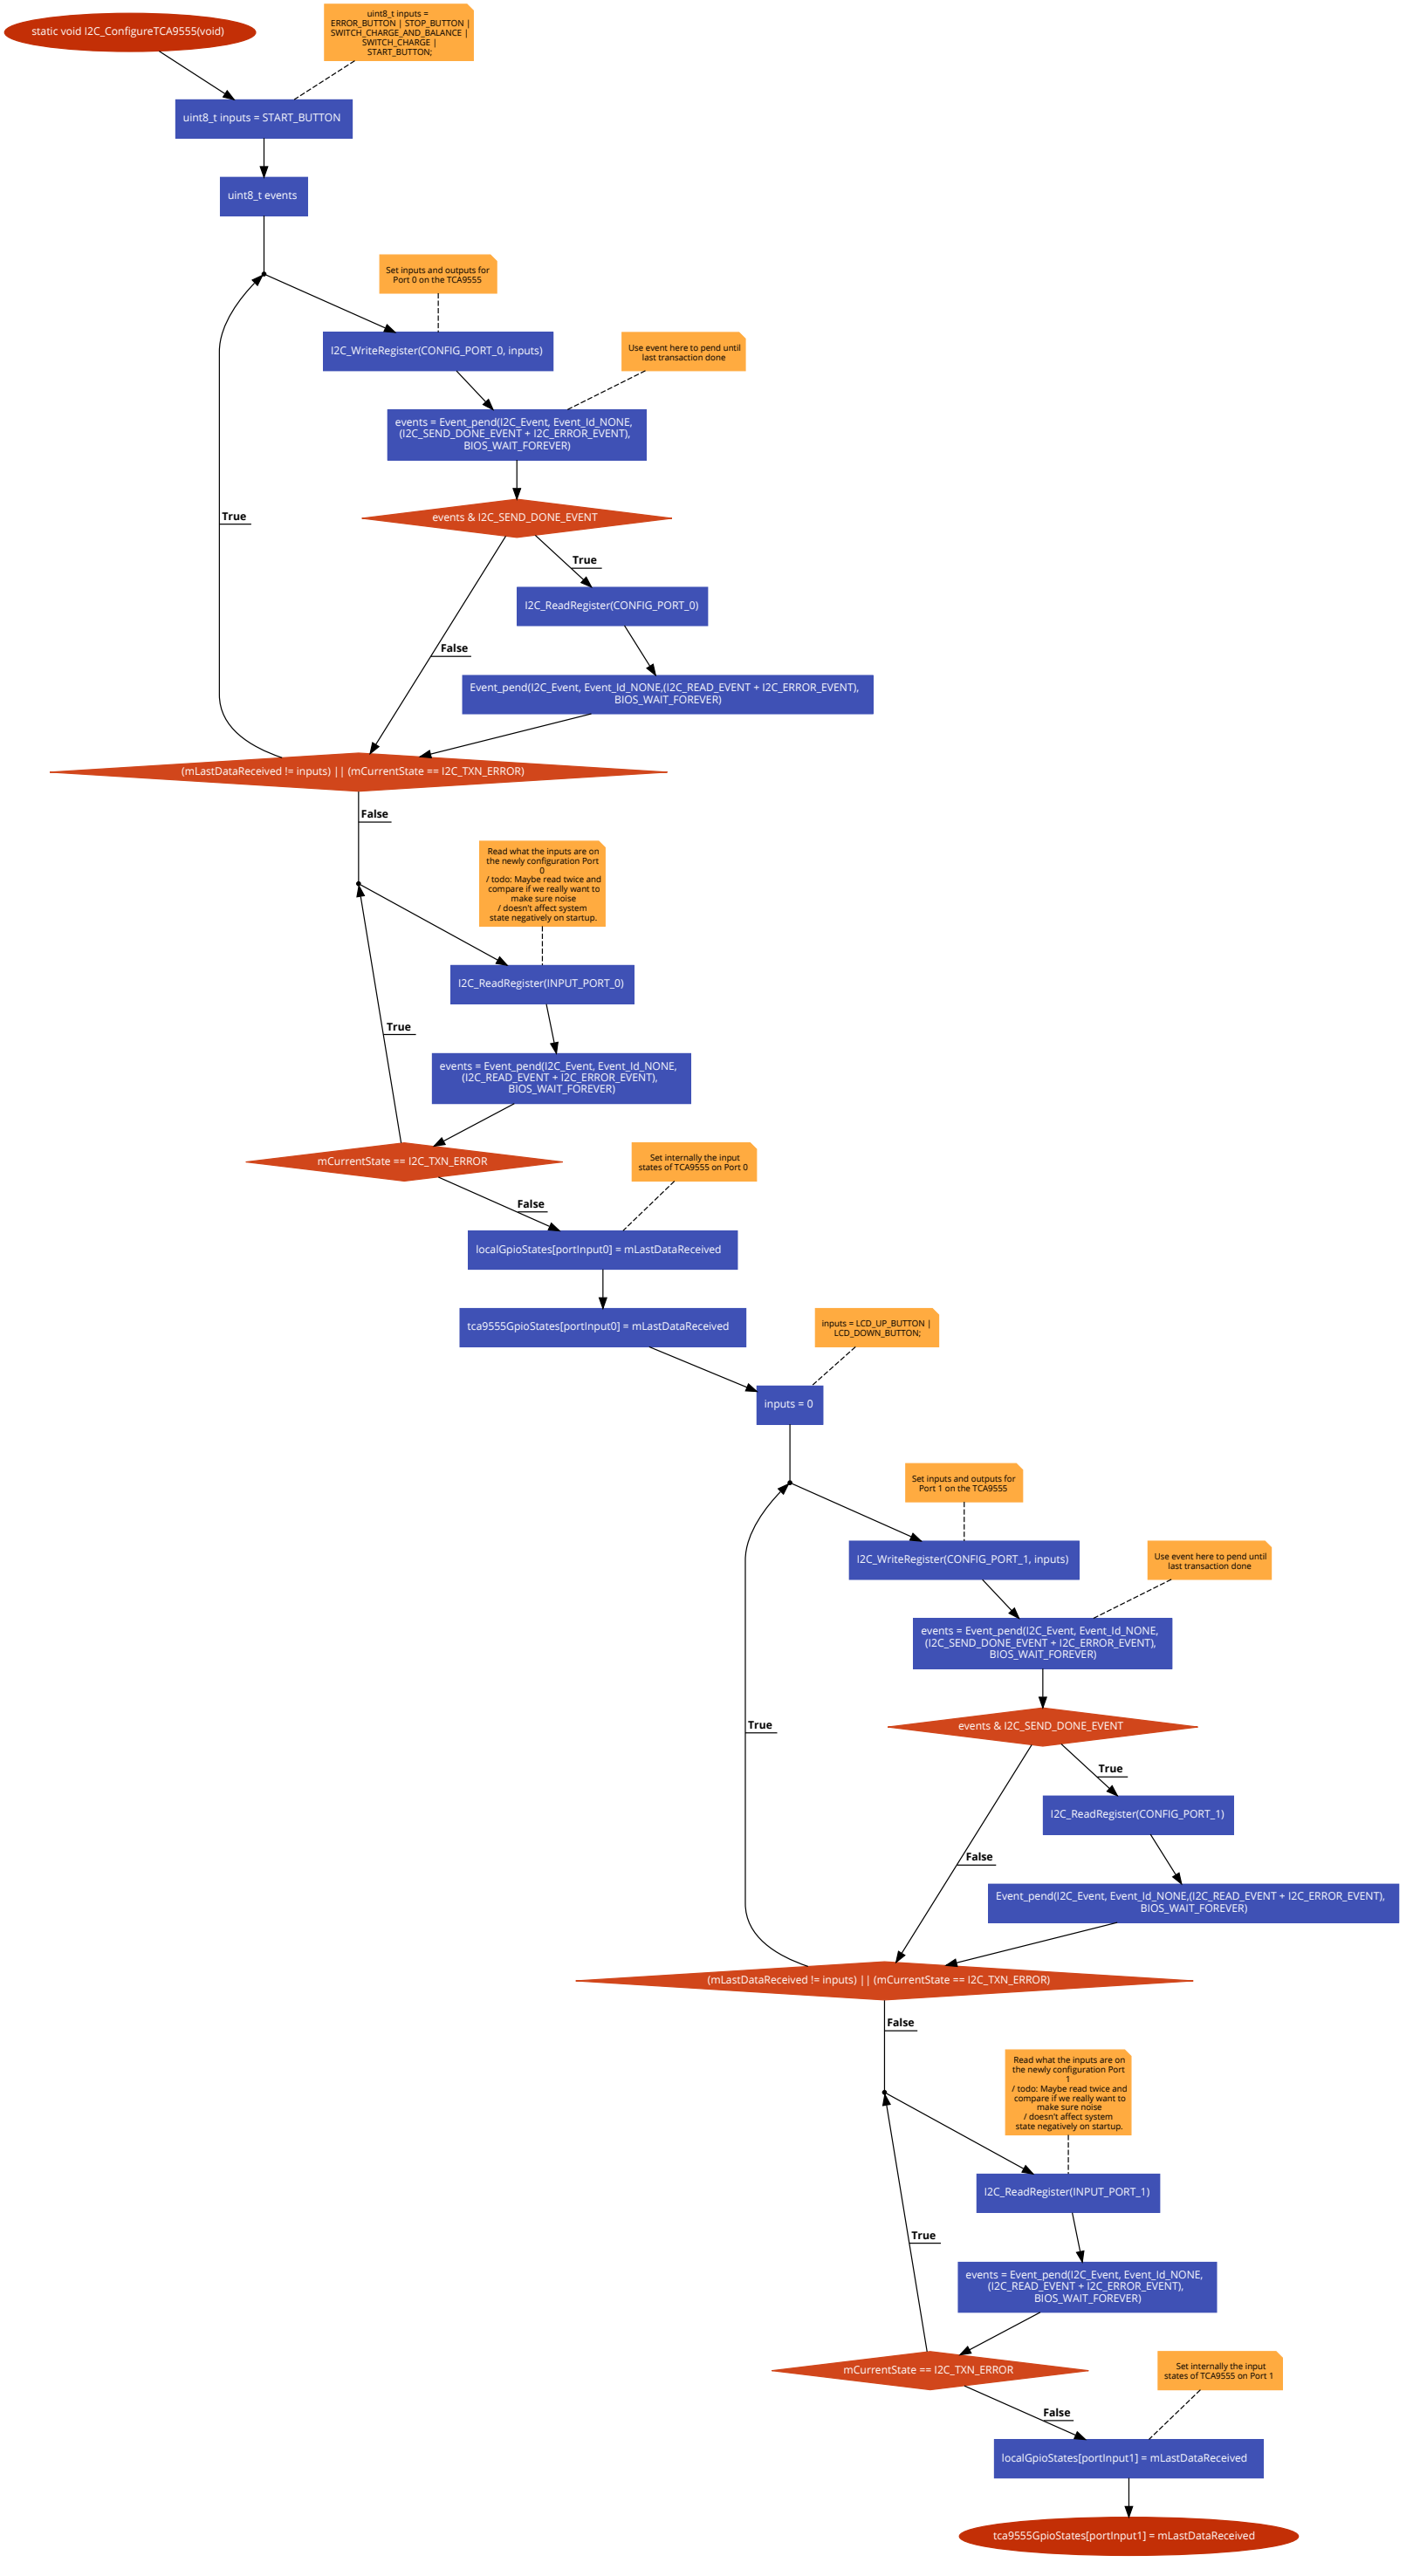 static void I2C_ConfigureTCA9555(void)
uint8_t inputs =
ERROR_BUTTON | STOP_BUTTON |
SWITCH_CHARGE_AND_BALANCE |
SWITCH_CHARGE |
START_BUTTON;
uint8_t inputs = START_BUTTON
uint8_t events
Set inputs and outputs for
Port 0 on the TCA9555
I2C_WriteRegister(CONFIG_PORT_0, inputs)
Use event here to pend until
last transaction done
events = Event_pend(I2C_Event, Event_Id_NONE,
(I2C_SEND_DONE_EVENT + I2C_ERROR_EVENT),
BIOS_WAIT_FOREVER)
True
events & I2C_SEND_DONE_EVENT
True
I2C_ReadRegister(CONFIG_PORT_0)
False
Event_pend(I2C_Event, Event_Id_NONE,(I2C_READ_EVENT + I2C_ERROR_EVENT),
BIOS_WAIT_FOREVER)
(mLastDataReceived != inputs) || (mCurrentState == I2C_TXN_ERROR)
False
Read what the inputs are on
the newly configuration Port
0
/ todo: Maybe read twice and
compare if we really want to
make sure noise
/ doesn't affect system
state negatively on startup.
I2C_ReadRegister(INPUT_PORT_0)
True
events = Event_pend(I2C_Event, Event_Id_NONE,
(I2C_READ_EVENT + I2C_ERROR_EVENT),
BIOS_WAIT_FOREVER)
mCurrentState == I2C_TXN_ERROR
Set internally the input
states of TCA9555 on Port 0
False
localGpioStates[portInput0] = mLastDataReceived
tca9555GpioStates[portInput0] = mLastDataReceived
inputs = LCD_UP_BUTTON |
LCD_DOWN_BUTTON;
inputs = 0
Set inputs and outputs for
Port 1 on the TCA9555
I2C_WriteRegister(CONFIG_PORT_1, inputs)
Use event here to pend until
last transaction done
events = Event_pend(I2C_Event, Event_Id_NONE,
(I2C_SEND_DONE_EVENT + I2C_ERROR_EVENT),
BIOS_WAIT_FOREVER)
True
events & I2C_SEND_DONE_EVENT
True
I2C_ReadRegister(CONFIG_PORT_1)
False
Event_pend(I2C_Event, Event_Id_NONE,(I2C_READ_EVENT + I2C_ERROR_EVENT),
BIOS_WAIT_FOREVER)
(mLastDataReceived != inputs) || (mCurrentState == I2C_TXN_ERROR)
False
Read what the inputs are on
the newly configuration Port
1
/ todo: Maybe read twice and
compare if we really want to
make sure noise
/ doesn't affect system
state negatively on startup.
I2C_ReadRegister(INPUT_PORT_1)
True
events = Event_pend(I2C_Event, Event_Id_NONE,
(I2C_READ_EVENT + I2C_ERROR_EVENT),
BIOS_WAIT_FOREVER)
mCurrentState == I2C_TXN_ERROR
Set internally the input
states of TCA9555 on Port 1
False
localGpioStates[portInput1] = mLastDataReceived
tca9555GpioStates[portInput1] = mLastDataReceived